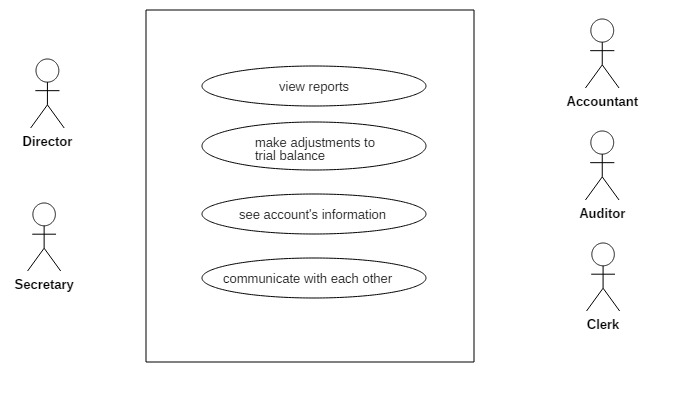 view reports
make adjustments to
trial balance
see account's information
communicate with each other
Director
Secretary
Accountant
Auditor
Clerk